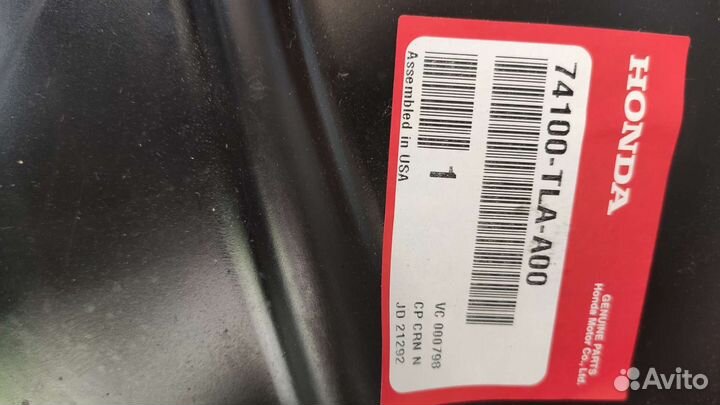 HONDA
GENUINE PARTS
Honda Motor Co., Ltd.
74100-TLA-A00
Assembled in USA
1
VC 000798
CP CRN N
JD 21292
Avito